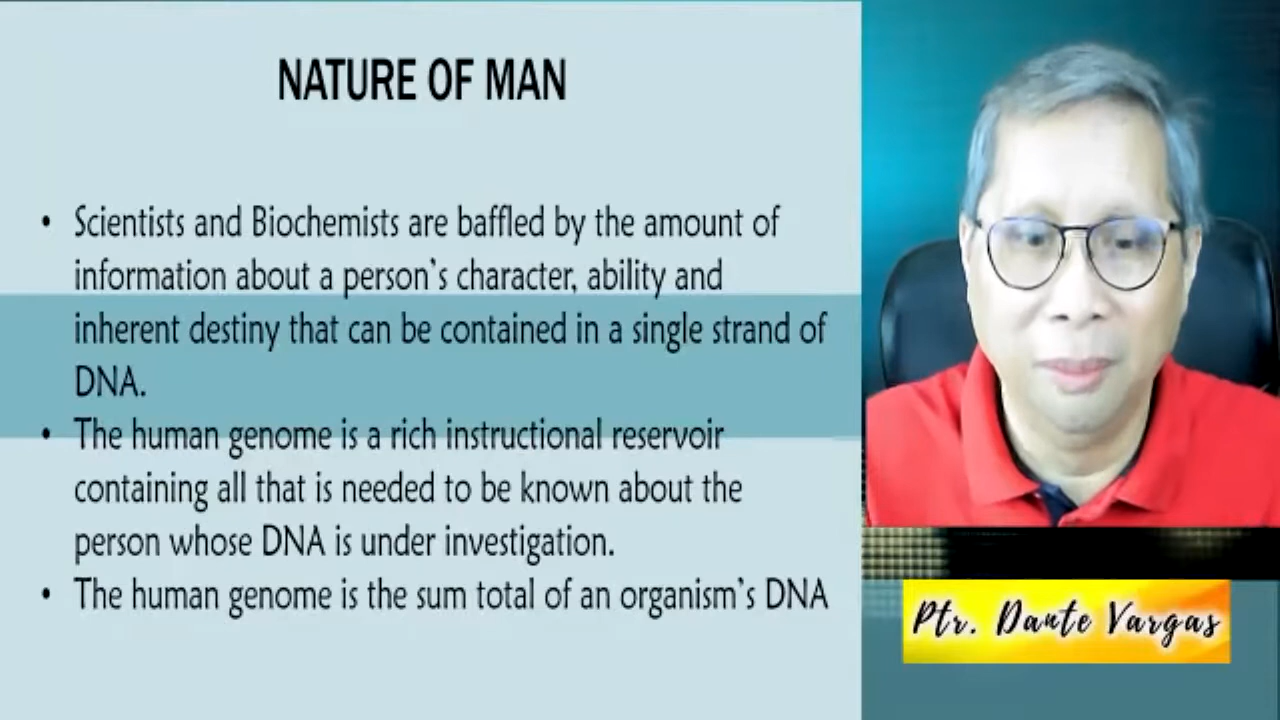 NATURE OF MAN
• Scientists and Biochemists are baffled by the amount of
information about a person's character, ability and
inherent destiny that can be contained in a single strand of
DNA.
• The human genome is a rich instructional reservoir
containing all that is needed to be known about the
person whose DNA is under investigation.
• The human genome is the sum total of an organism's DNA
Ptr. Dante Vargas